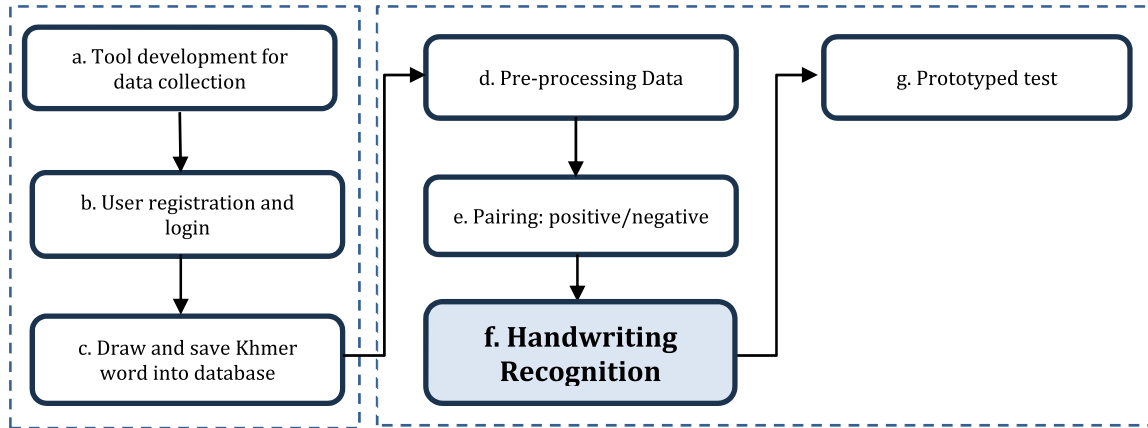 a. Tool development for
data collection
b. User registration and
login
c. Draw and save Khmer
word into database
d. Pre-processing Data
e. Pairing: positive/negative
f. Handwriting
Recognition
g. Prototyped test